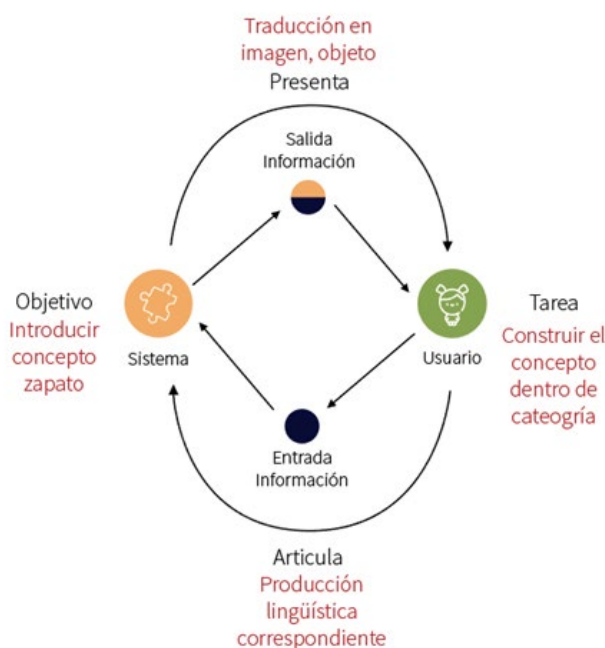 Traducción en
imagen, objeto
Presenta
Salida
Información
Objetivo
Introducir
concepto
zapato
Sistema
Usuario
Tarea
Construir el
concepto
dentro de
cateogría
Entrada
Información
Articula
Producción
lingüística
correspondiente